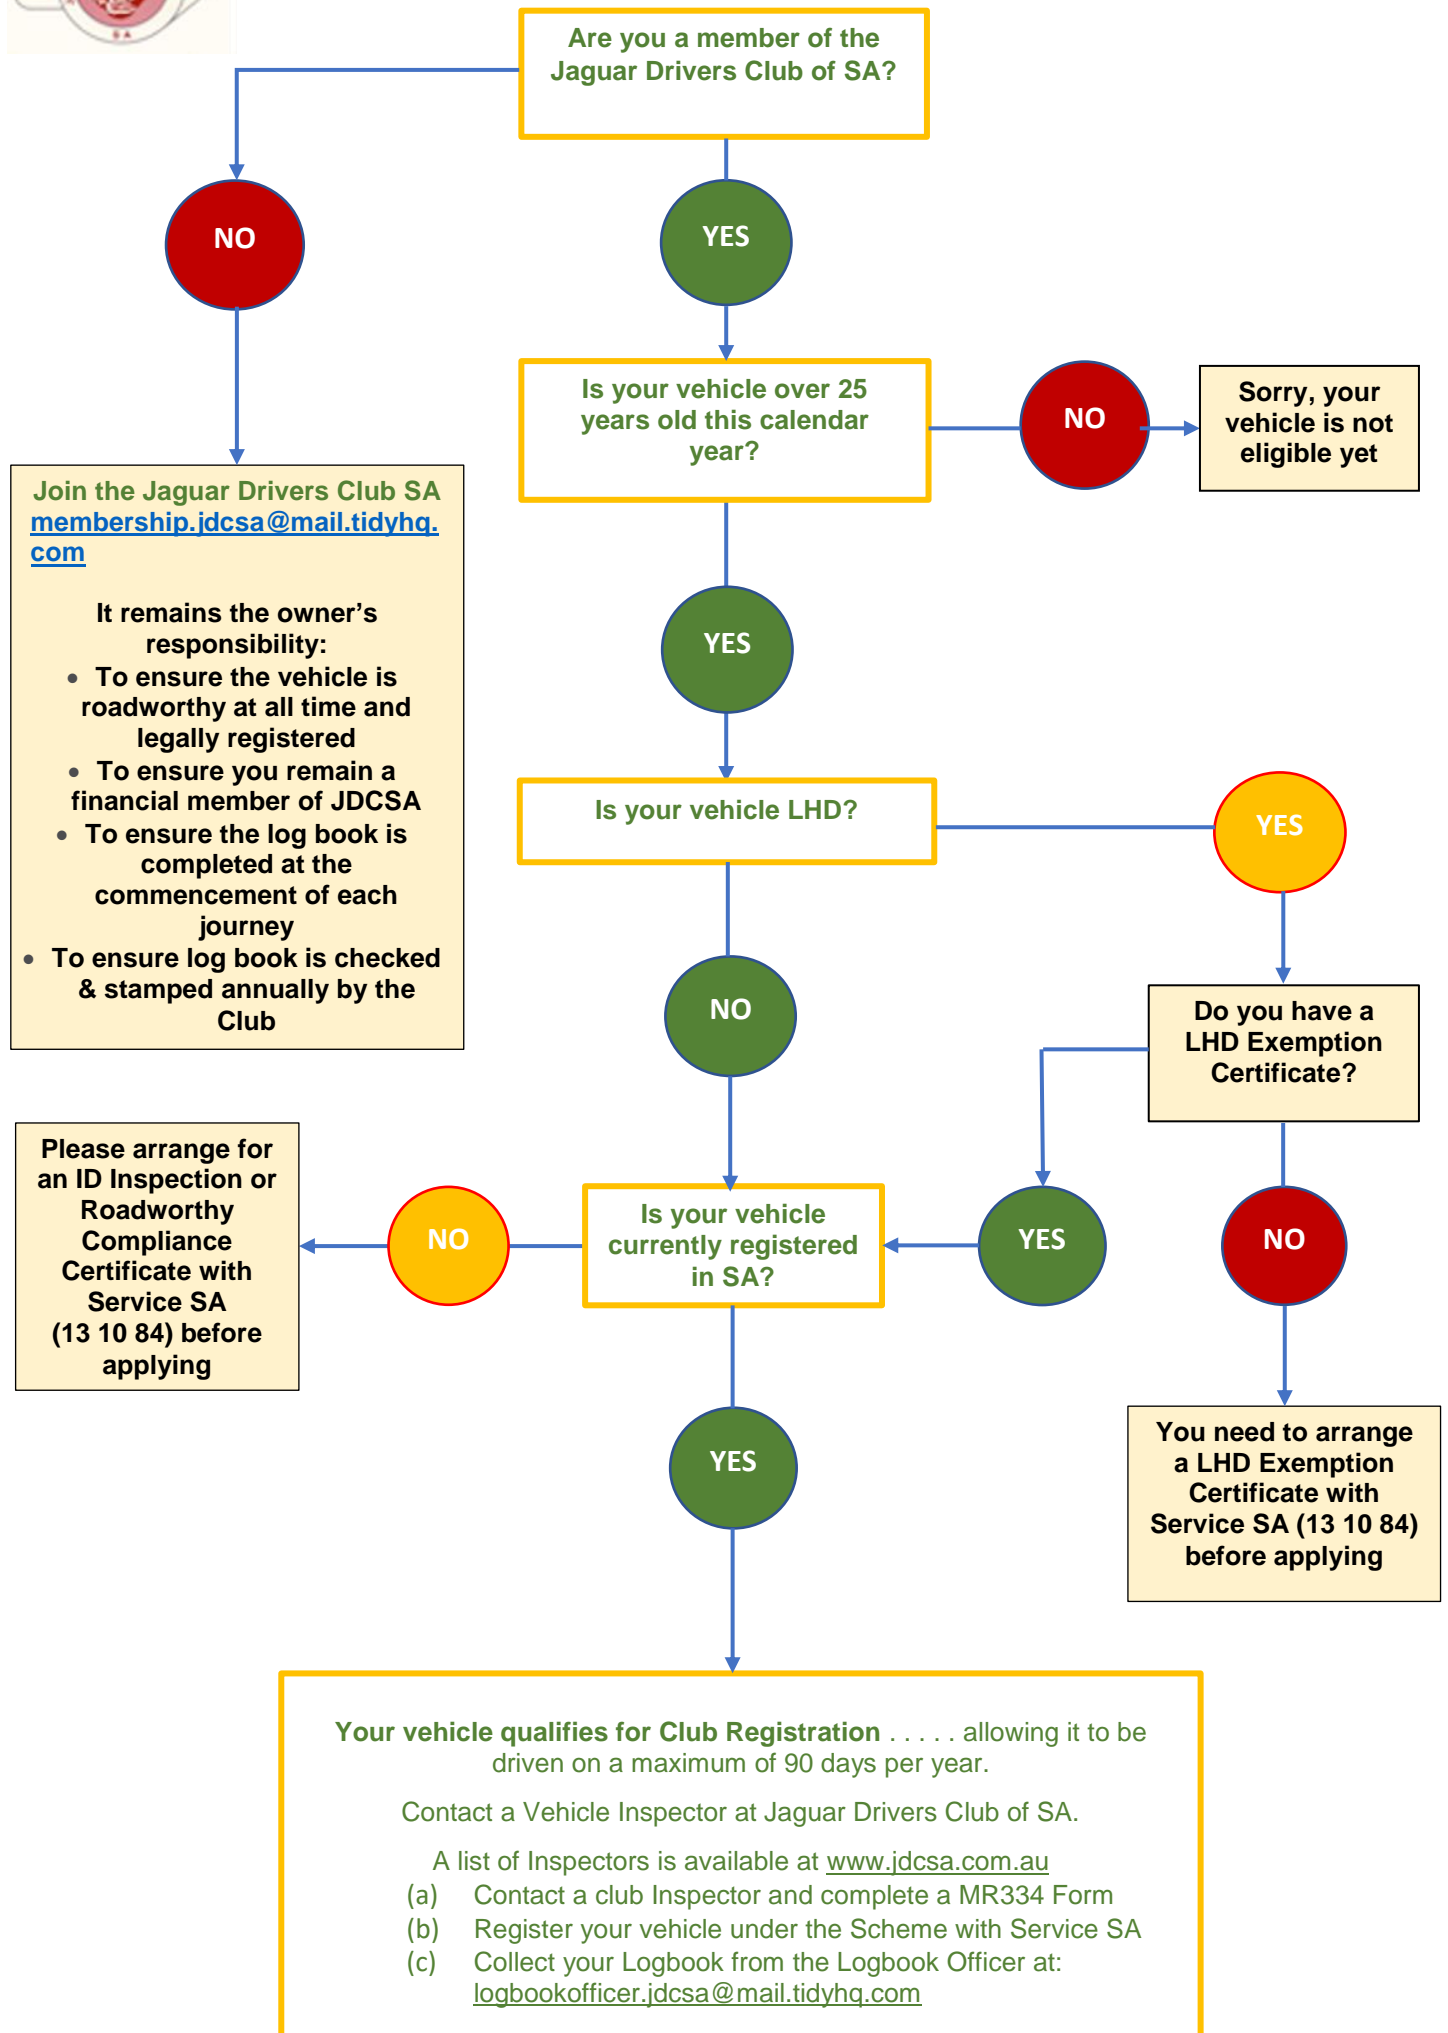 SA
Are you a member of the
Jaguar Drivers Club of SA?
NO
YES
Is your vehicle over 25
years old this calendar
year?
NO
Sorry, your
vehicle is not
eligible yet
Join the Jaguar Drivers Club SA
membership.jdcsa@mail.tidyhq.
com
It remains the owner’s
responsibility:
• To ensure the vehicle is
roadworthy at all time and
legally registered
• To ensure you remain a
financial member of JDCSA
• To ensure the log book is
completed at the
commencement of each
journey
• To ensure log book is checked
& stamped annually by the
Club
YES
Is your vehicle LHD?
YES
NO
Do you have a
LHD Exemption
Certificate?
Please arrange for
an ID Inspection or
Roadworthy
Compliance
Certificate with
Service SA
(13 10 84) before
applying
NO
Is your vehicle
currently registered
in SA?
YES
NO
YES
You need to arrange
a LHD Exemption
Certificate with
Service SA (13 10 84)
before applying
Your vehicle qualifies for Club Registration . . . . . allowing it to be
driven on a maximum of 90 days per year.
Contact a Vehicle Inspector at Jaguar Drivers Club of SA.
A list of Inspectors is available at www.jdcsa.com.au
(a) Contact a club Inspector and complete a MR334 Form
(b) Register your vehicle under the Scheme with Service SA
(c) Collect your Logbook from the Logbook Officer at:
logbookofficer.jdcsa@mail.tidyhq.com